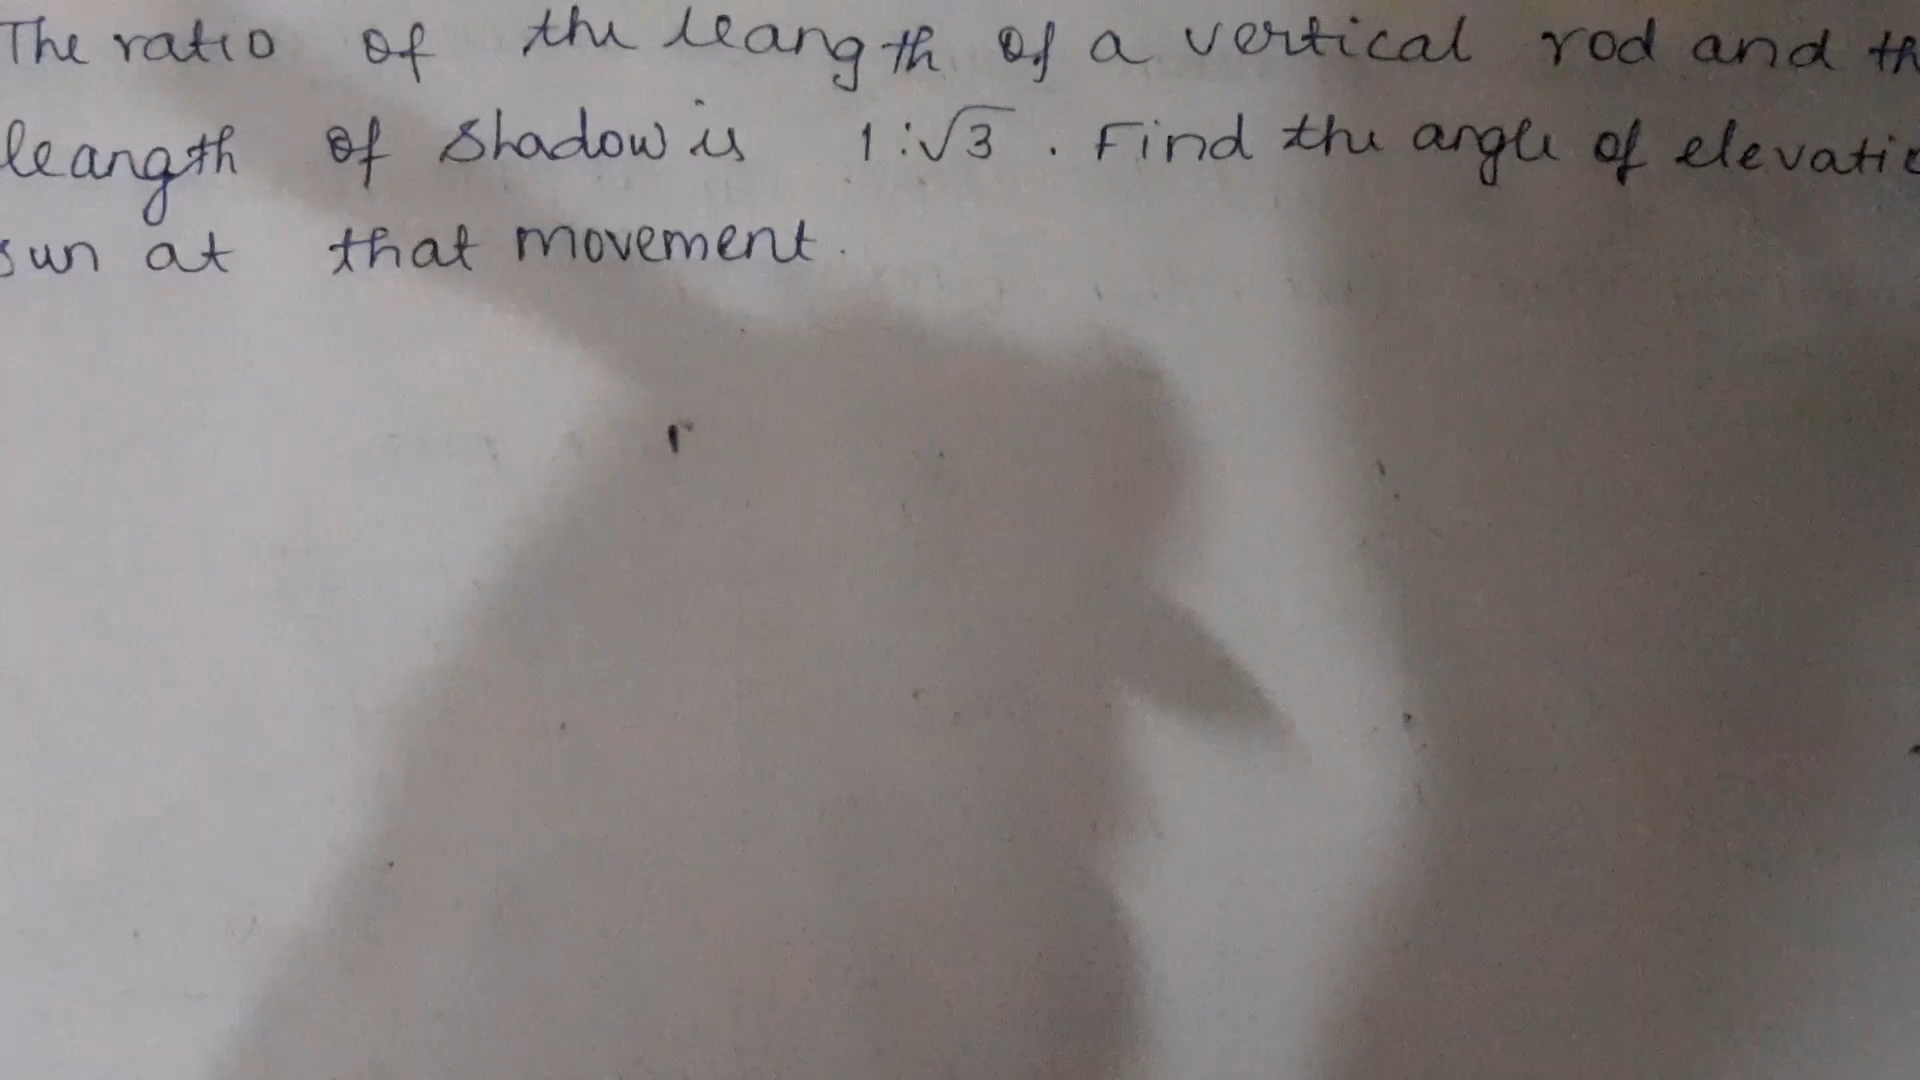 The ratio of the leangth of a vertical rod and th
leangth of shadow is 1:√3. Find the angle of elevatio
sun at that movement.